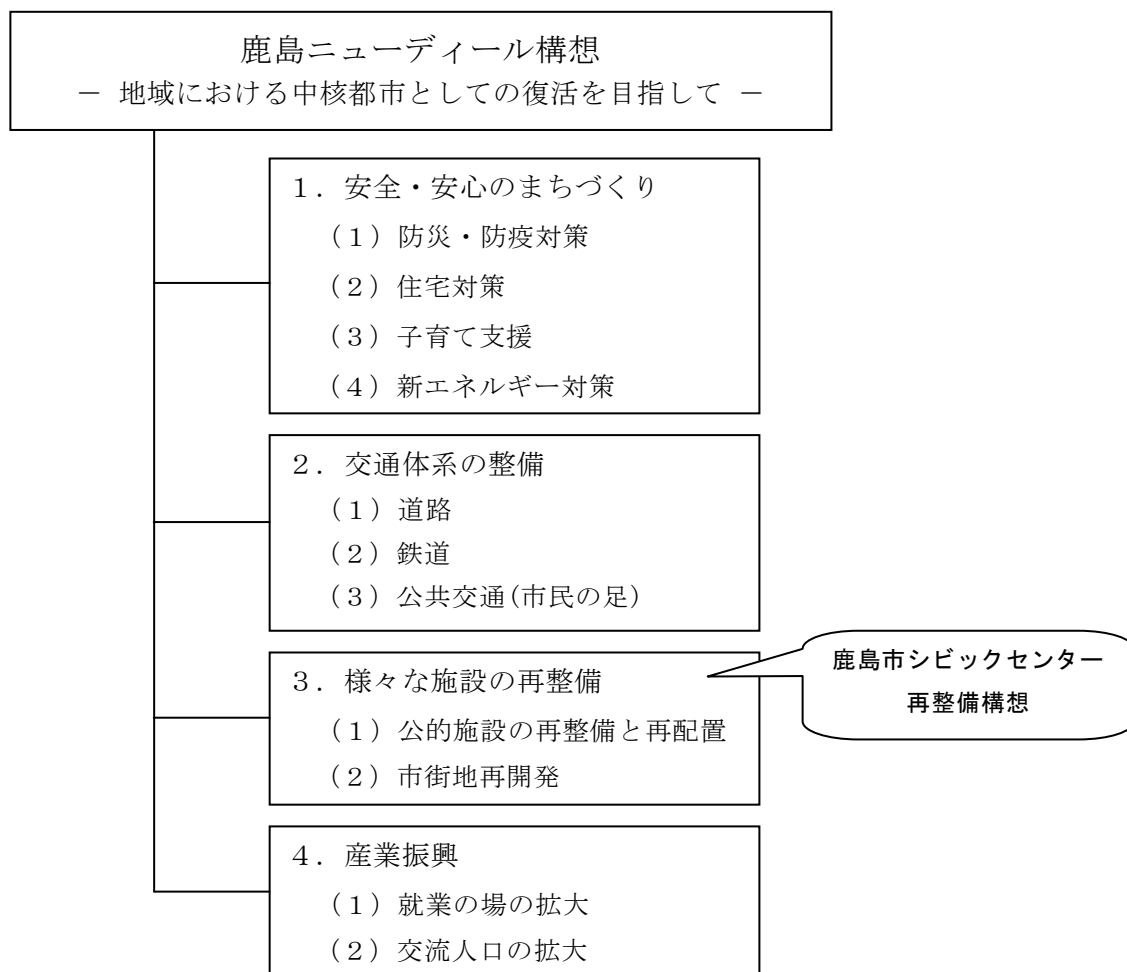 鹿島ニューディール構想
－ 地域における中核都市としての復活を目指して －
１．安全・安心のまちづくり
（１）防災・防疫対策
（２）住宅対策
（３）子育て支援
（４）新エネルギー対策
２．交通体系の整備
（１）道路
（２）鉄道
（３）公共交通(市民の足)
３．様々な施設の再整備
（１）公的施設の再整備と再配置
（２）市街地再開発
鹿島市シビックセンター
再整備構想
４．産業振興
（１）就業の場の拡大
（２）交流人口の拡大